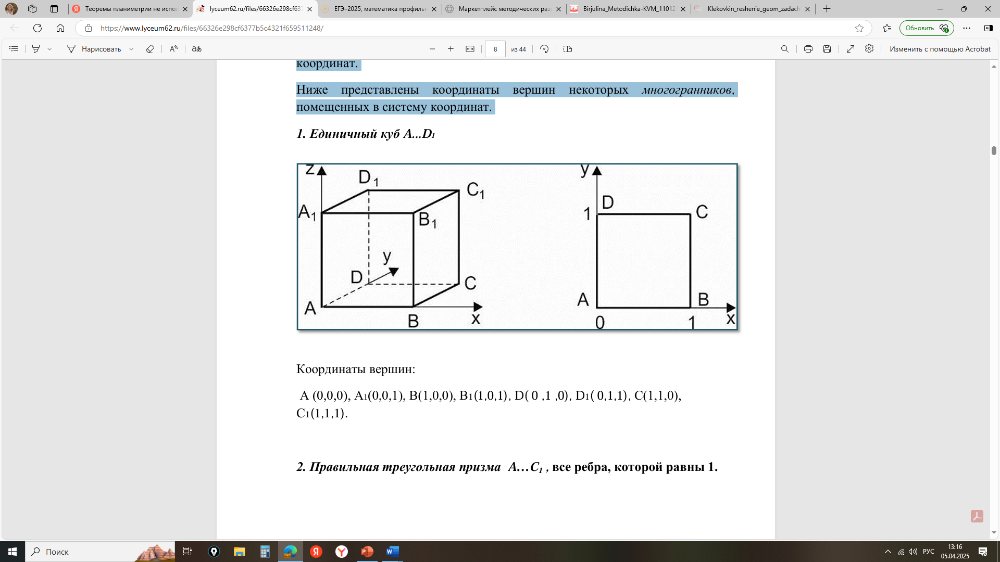 Теоремы планиметрии не испол
lyceum62.ru/files/66326e298cf637
ЕГЭ–2025, математика профильн
Маркетплейс методических раз
Birjulina_Metodichka-KVM_11012
Klekovkin_reshenie_geom_zadach
https://www.lyceum62.ru/files/66326e298cf6377b5c4321f659511248/
Обновить
Нарисовать
8 из 44
Изменить с помощью Acrobat
координат.
Ниже представлены координаты вершин некоторых многогранников,
помещенных в систему координат.
1. Единичный куб A...D1
z
D1
C1
A1
B1
y
D
C
A
B
x
y
D
1
C
A
B
0
1
x
Координаты вершин:
A (0,0,0), A1(0,0,1), B(1,0,0), B1(1,0,1), D( 0 ,1 ,0), D1( 0,1,1), C(1,1,0),
C1(1,1,1).
2. Правильная треугольная призма A…C1 , все ребра, которой равны 1.
Поиск
РУС
13:16
05.04.2025